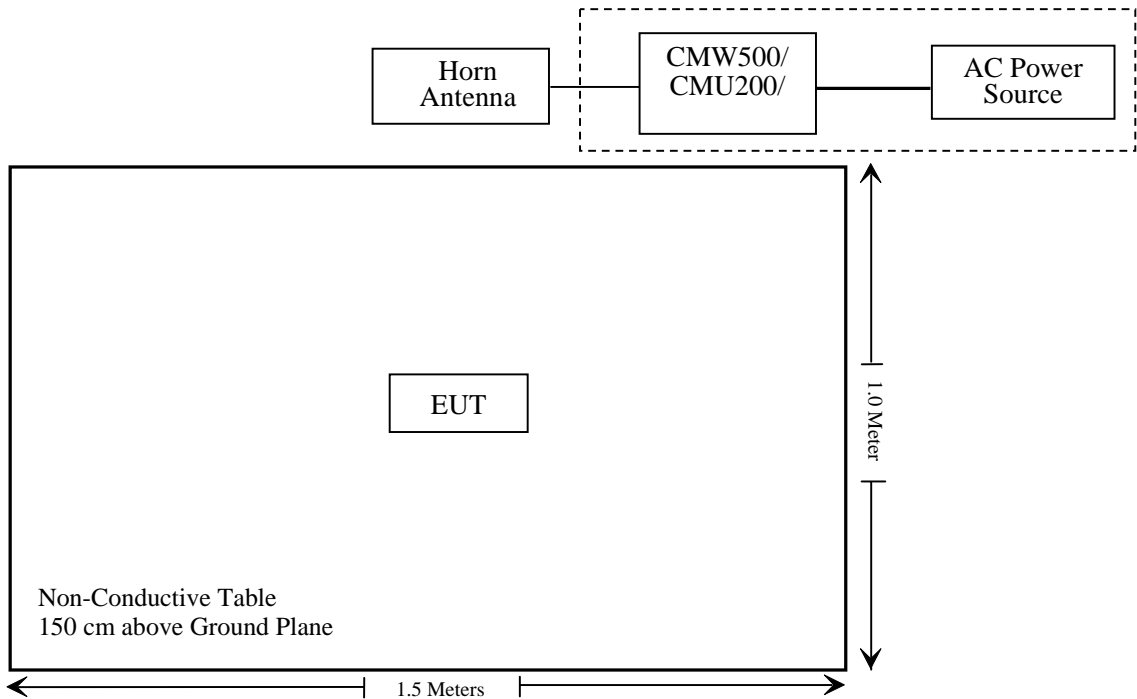 Horn
Antenna
CMW500/
CMU200/
AC Power
Source
EUT
1.0 Meter
Non-Conductive Table
150 cm above Ground Plane
1.5 Meters